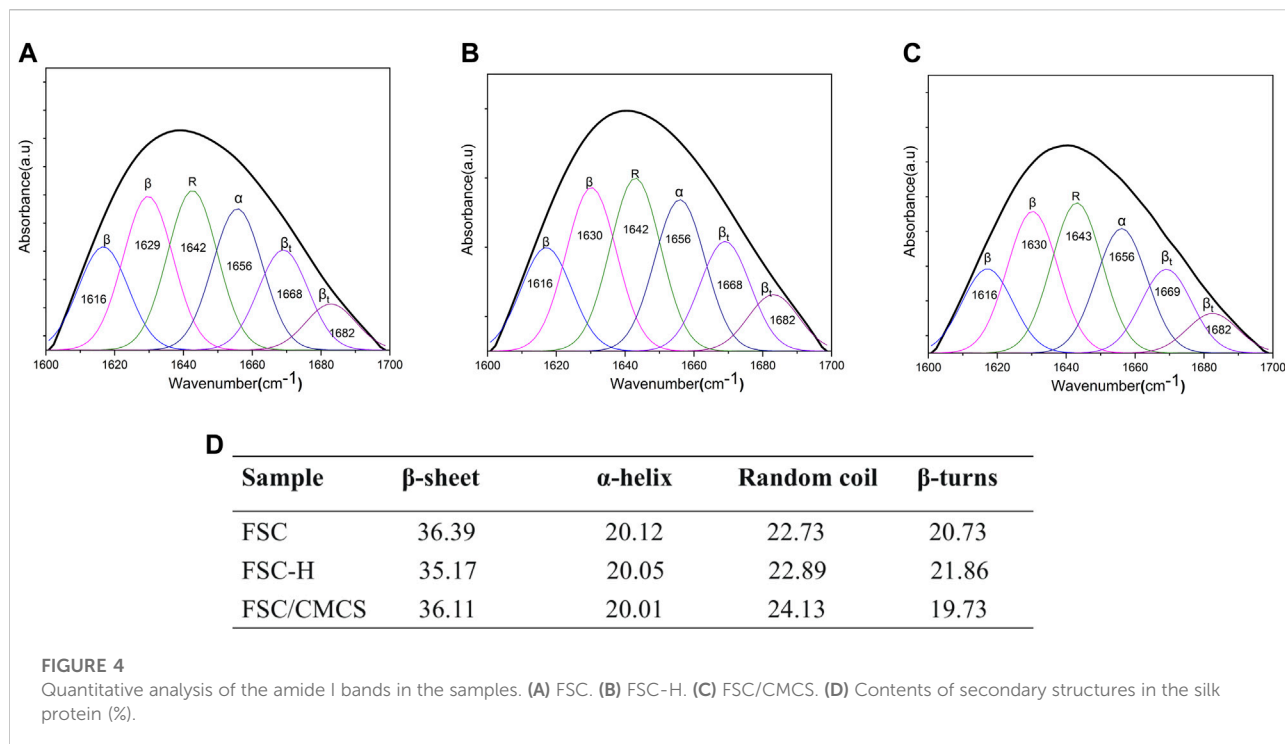 A
Absorbance(a.u)
β
β
R
α
βt
βt
1616
1629
1642
1656
1668
1682
1600
1620
1640
1660
1680
1700
Wavenumber(cm-1)
B
Absorbance(a.u)
β
β
R
α
βt
βt
1616
1630
1642
1656
1668
1682
1600
1620
1640
1660
1680
1700
Wavenumber(cm-1)
C
Absorbance(a.u)
β
β
R
α
βt
βt
1616
1630
1643
1656
1669
1682
1600
1620
1640
1660
1680
1700
Wavenumber(cm-1)
D
Sample β-sheet α-helix Random coil β-turns
FSC 36.39 20.12 22.73 20.73
FSC-H 35.17 20.05 22.89 21.86
FSC/CMCS 36.11 20.01 24.13 19.73
FIGURE 4
Quantitative analysis of the amide I bands in the samples. (A) FSC. (B) FSC-H. (C) FSC/CMCS. (D) Contents of secondary structures in the silk
protein (%).